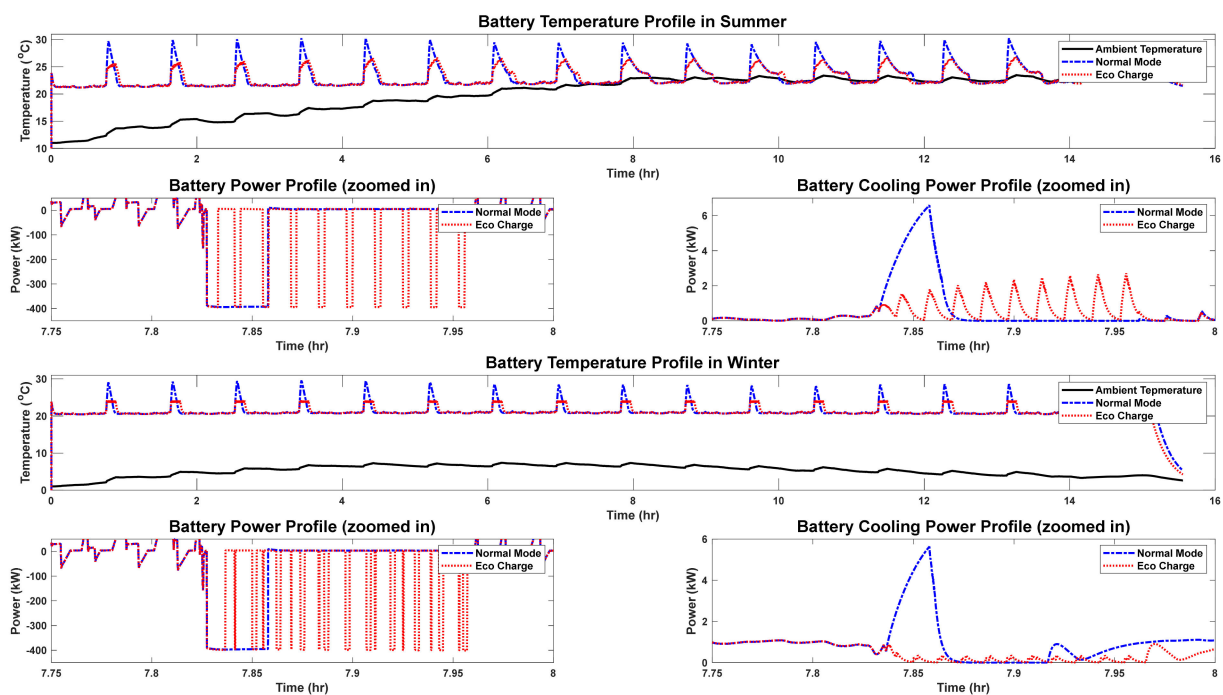 Battery Temperature Profile in Summer
30
25
20
15
10
Temperature ( °C)
Ambient Tepmerature
Normal Mode
Eco Charge
0 2 4 6 8 10 12 14 16
Time (hr)
Battery Power Profile (zoomed in)
0
-100
-200
-300
-400
Power (kW)
Normal Mode
Eco Charge
7.75 7.8 7.85 7.9 7.95 8
Time (hr)
Battery Cooling Power Profile (zoomed in)
6
4
2
0
Power (kW)
Normal Mode
Eco Charge
7.75 7.8 7.85 7.9 7.95 8
Time (hr)
Battery Temperature Profile in Winter
30
20
10
0
Temperature ( °C)
Ambient Tepmerature
Normal Mode
Eco Charge
0 2 4 6 8 10 12 14 16
Time (hr)
Battery Power Profile (zoomed in)
0
-100
-200
-300
-400
Power (kW)
Normal Mode
Eco Charge
7.75 7.8 7.85 7.9 7.95 8
Time (hr)
Battery Cooling Power Profile (zoomed in)
6
4
2
0
Power (kW)
Normal Mode
Eco Charge
7.75 7.8 7.85 7.9 7.95 8
Time (hr)